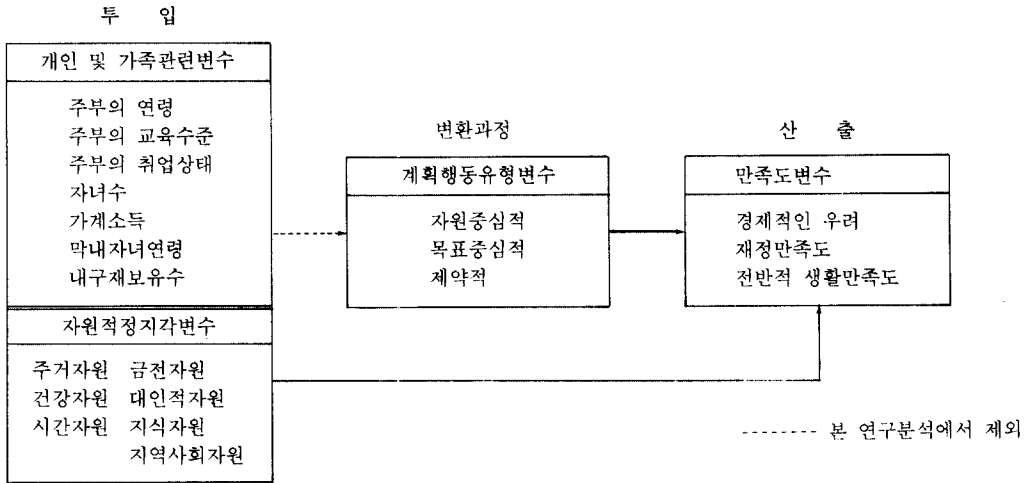 투 입
개인 및 가족관련변수
주부의 연령
주부의 교육수준
주부의 취업상태
자녀수
가계소득
막내자녀연령
내구재보유수
자원적정지각변수
주거자원 금전자원
건강자원 대인적자원
시간자원 지식자원
지역사회자원
변환과정
계획행동유형변수
자원중심적
목표중심적
제약적
산 출
만족도변수
경제적인 우려
재정만족도
전반적 생활만족도
본 연구분석에서 제외